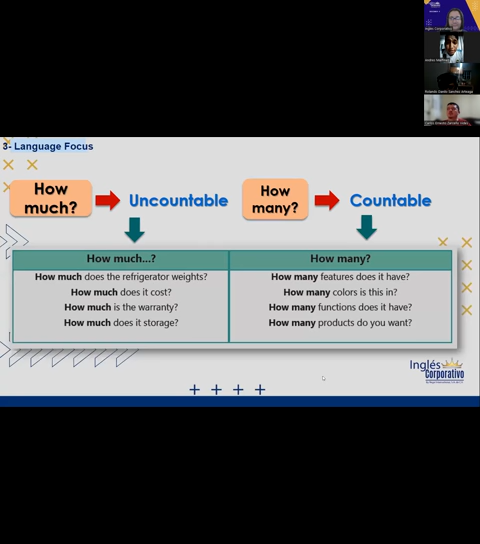 Inglés Corporativo
3- Language Focus
How
much?
Uncountable
How
many?
Countable
How much...?
How many?
How much does the refrigerator weights?
How much does it cost?
How much is the warranty?
How much does it storage?
How many features does it have?
How many colors is this in?
How many functions does it have?
How many products do you want?
Inglés
Corporativo